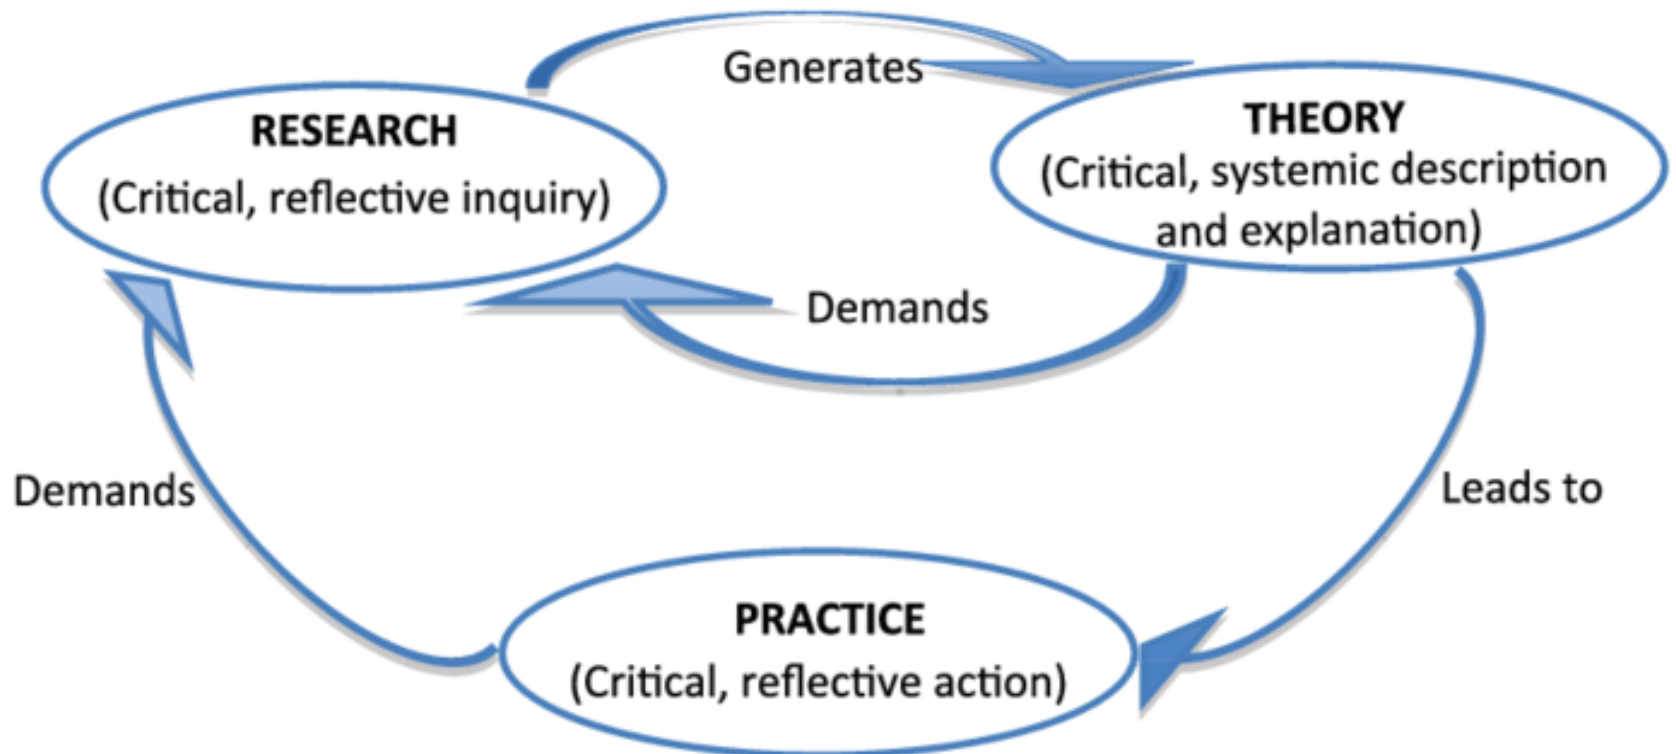 Generates
RESEARCH
(Critical, reflective inquiry)
THEORY
(Critical, systemic description
and explanation)
Demands
Demands
Leads to
PRACTICE
(Critical, reflective action)